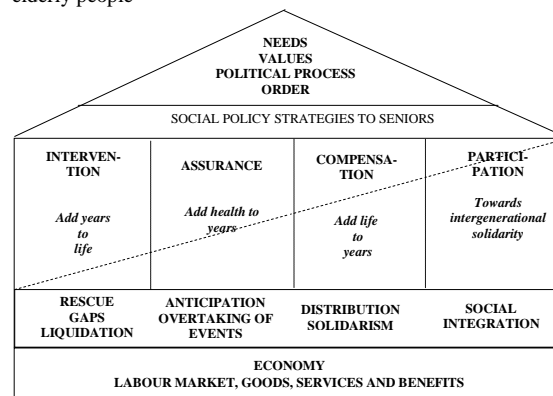 elderly people
NEEDS
VALUES
POLITICAL PROCESS
ORDER
SOCIAL POLICY STRATEGIES TO SENIORS
INTERVEN-
TION
Add years
to
life
ASSURANCE
Add health to
years
COMPENSA-
TION
Add life
to
years
PARTICI-
PATION
Towards
intergenerational
solidarity
RESCUE
GAPS
LIQUIDATION
ANTICIPATION
OVERTAKING OF
EVENTS
DISTRIBUTION
SOLIDARISM
SOCIAL
INTEGRATION
ECONOMY
LABOUR MARKET, GOODS, SERVICES AND BENEFITS